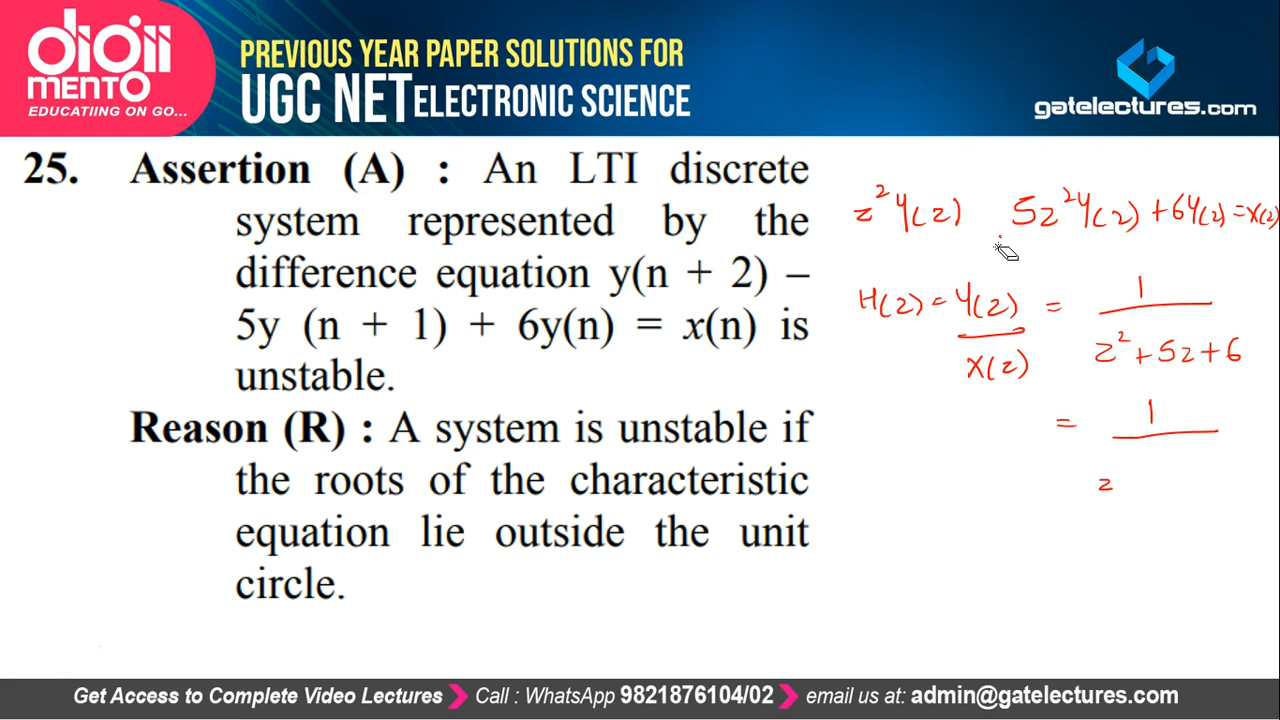 digii
MENTO
EDUCATIING ON GO...
PREVIOUS YEAR PAPER SOLUTIONS FOR
UGC NET ELECTRONIC SCIENCE
gatelectures.com
25. Assertion (A) : An LTI discrete
system represented by the
difference equation y(n + 2) –
5y (n + 1) + 6y(n) = x(n) is
unstable.
Reason (R) : A system is unstable if
the roots of the characteristic
equation lie outside the unit
circle.
z² Y(z) 5z² Y(z) + 6Y(z) = X(z)
H(z) = Y(z) / X(z) = 1 / z² + 5z + 6
= 1 / z
Get Access to Complete Video Lectures Call : WhatsApp 9821876104/02 email us at: admin@gatelectures.com